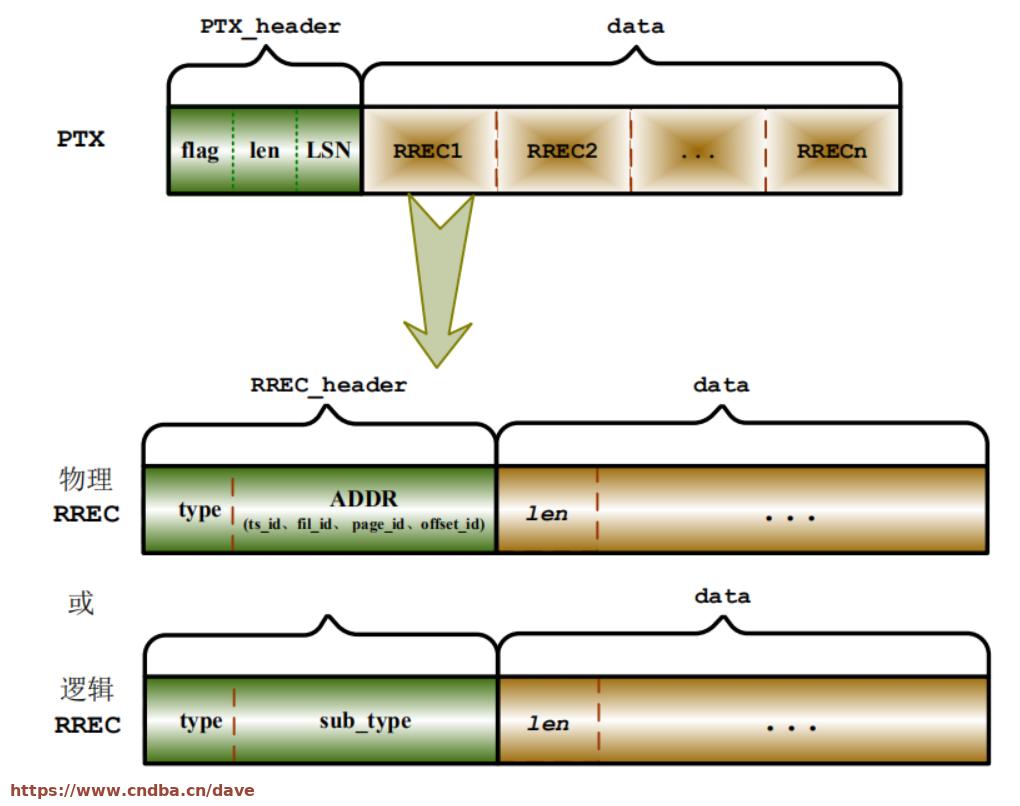 PTX_header data
PTX
flag len LSN RREC1 RREC2 ... RRECn
RREC_header data
物理
RREC
type ADDR
(ts_id、fil_id、 page_id、offset_id)
len ...
或
data
逻辑
RREC
type sub_type len ...
https://www.cndba.cn/dave